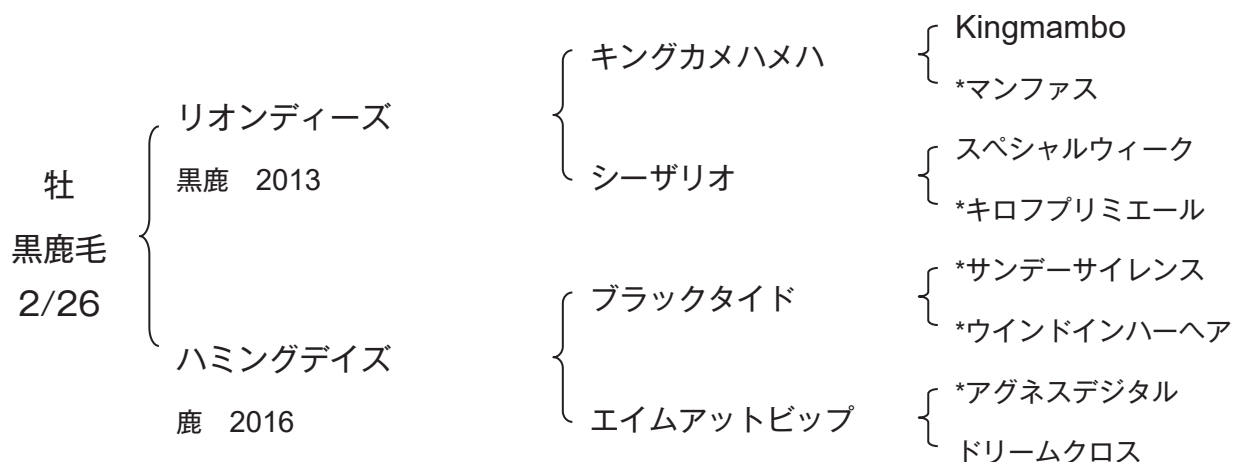 牡
黒鹿毛
2/26
リオンディーズ
黒鹿 2013
ハミングデイズ
鹿 2016
キングカメハメハ
シーザリオ
ブラックタイド
エイムアットビップ
Kingmambo
*マンファス
スペシャルウィーク
*キロフプリミエール
*サンデーサイレンス
*ウインドインハーヘア
*アグネスデジタル
ドリームクロス